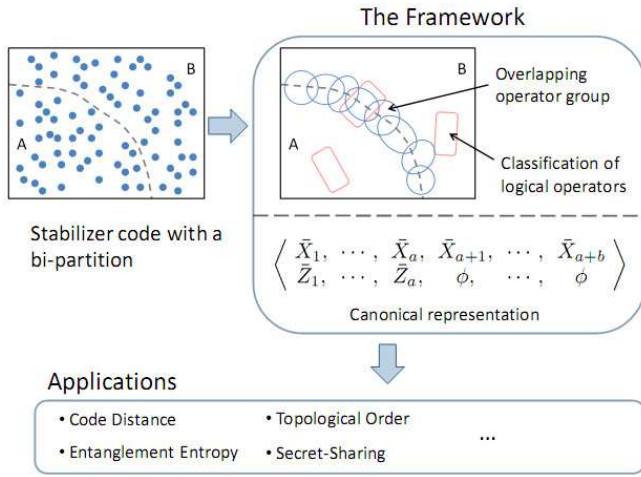 The Framework
B
A
Stabilizer code with a
bi-partition
B
A
Overlapping
operator group
Classification of
logical operators
⟨ X̄₁, ⋯ , X̄ₐ, X̄ₐ₊₁, ⋯ , X̄ₐ₊b ⟩
Z̄₁, ⋯ , Z̄ₐ, ϕ, ⋯ , ϕ
Canonical representation
Applications
• Code Distance
• Topological Order
• Entanglement Entropy
• Secret-Sharing
...